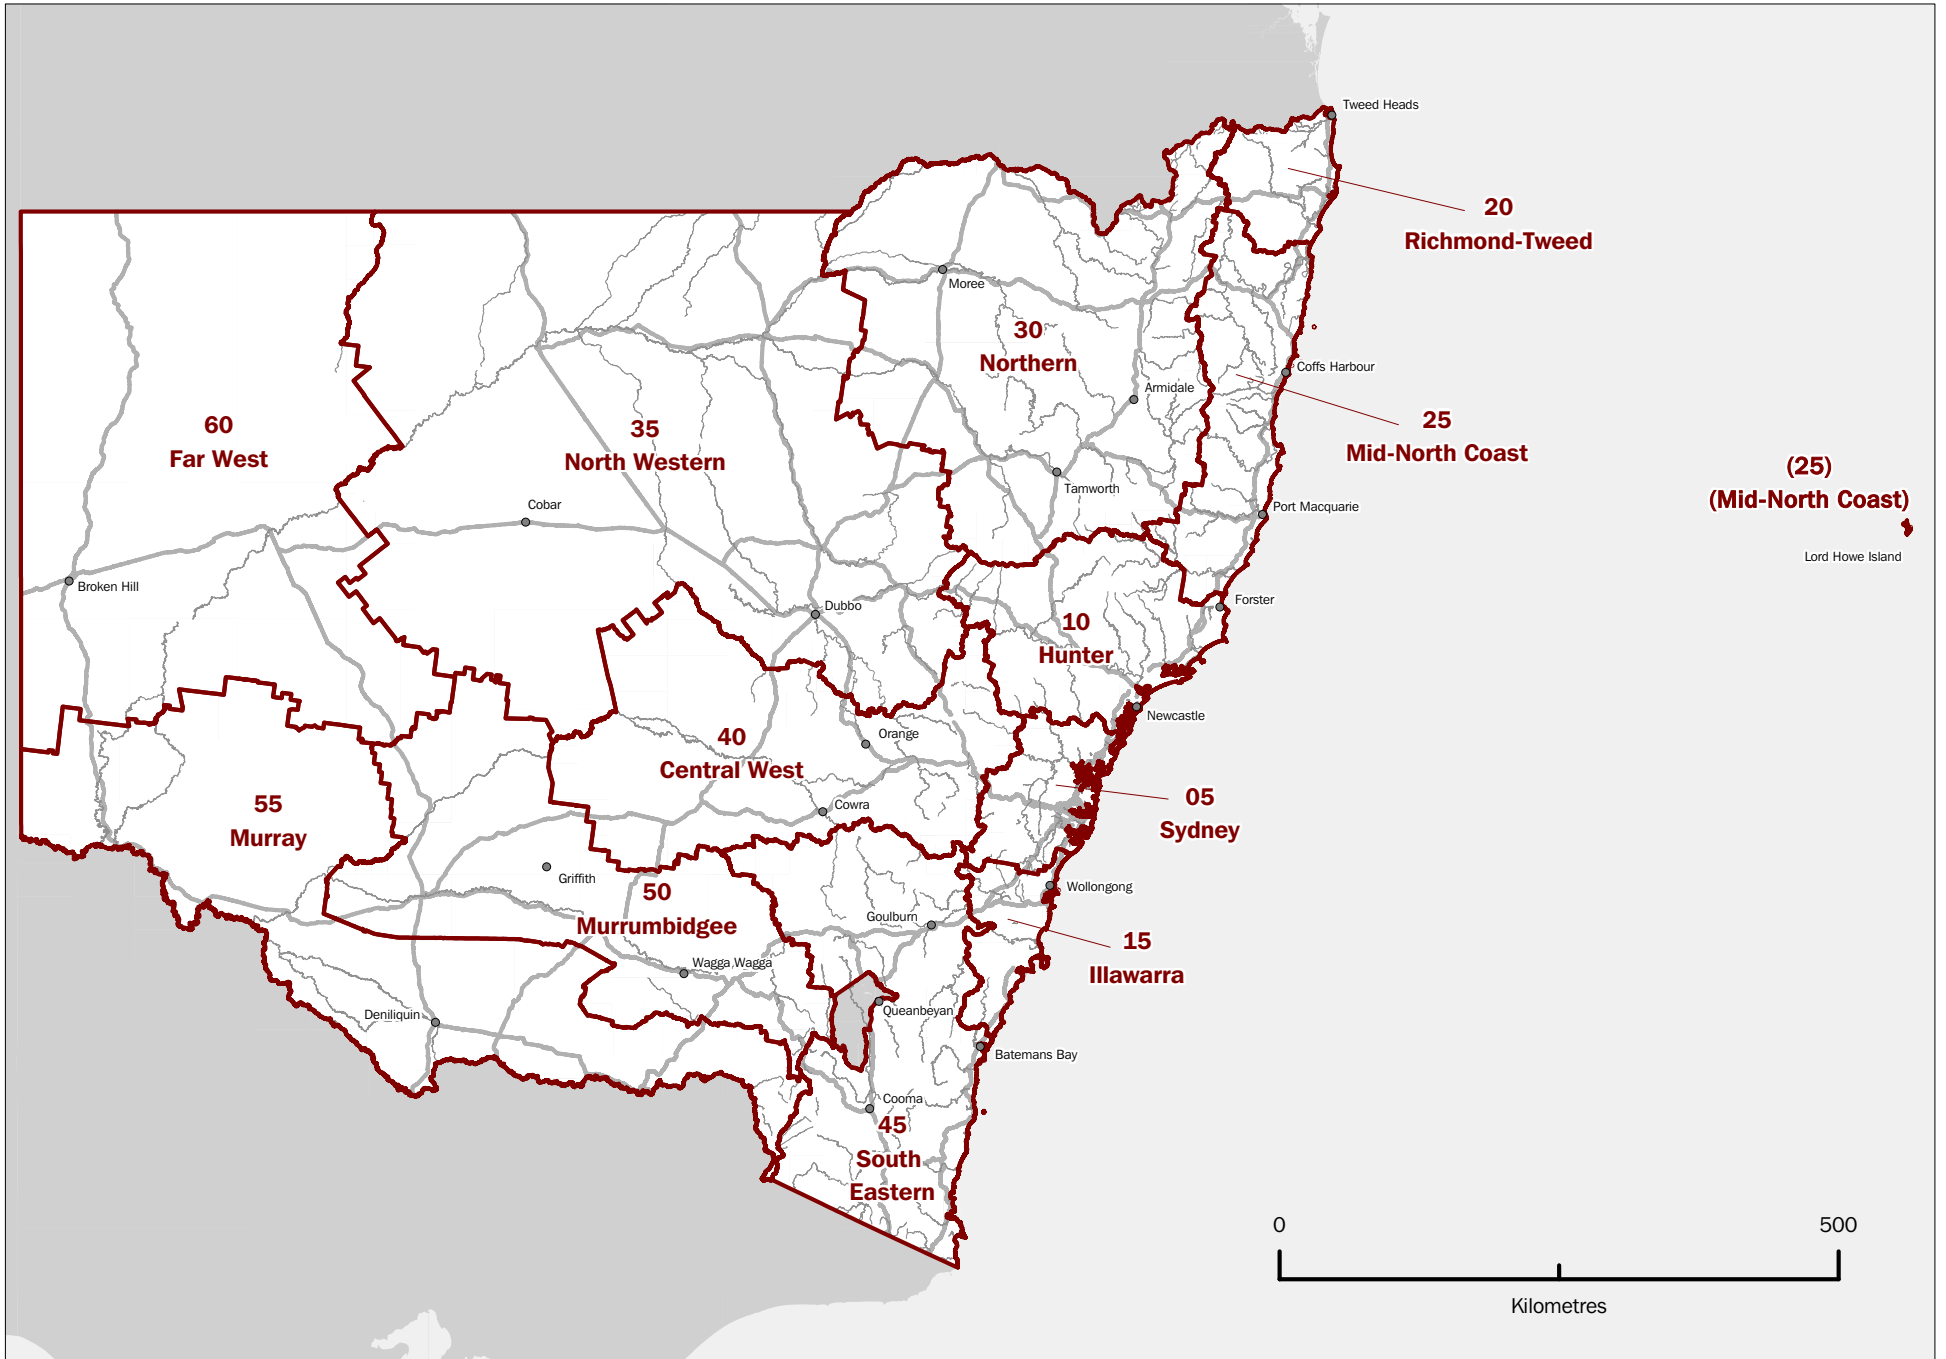 Tweed Heads
20
Richmond-Tweed
Moree
30
Northern
Coffs Harbour
Armidale
25
Mid-North Coast
60
Far West
35
North Western
(25)
(Mid-North Coast)
Lord Howe Island
Tamworth
Cobar
Port Macquarie
Broken Hill
Dubbo
Forster
10
Hunter
Newcastle
Orange
40
Central West
05
Sydney
55
Murray
Cowra
Griffith
50
Murrumbidgee
Wollongong
Goulburn
15
Illawarra
Wagga Wagga
Deniliquin
Queanbeyan
Batemans Bay
Cooma
45
South
Eastern
0
500
Kilometres